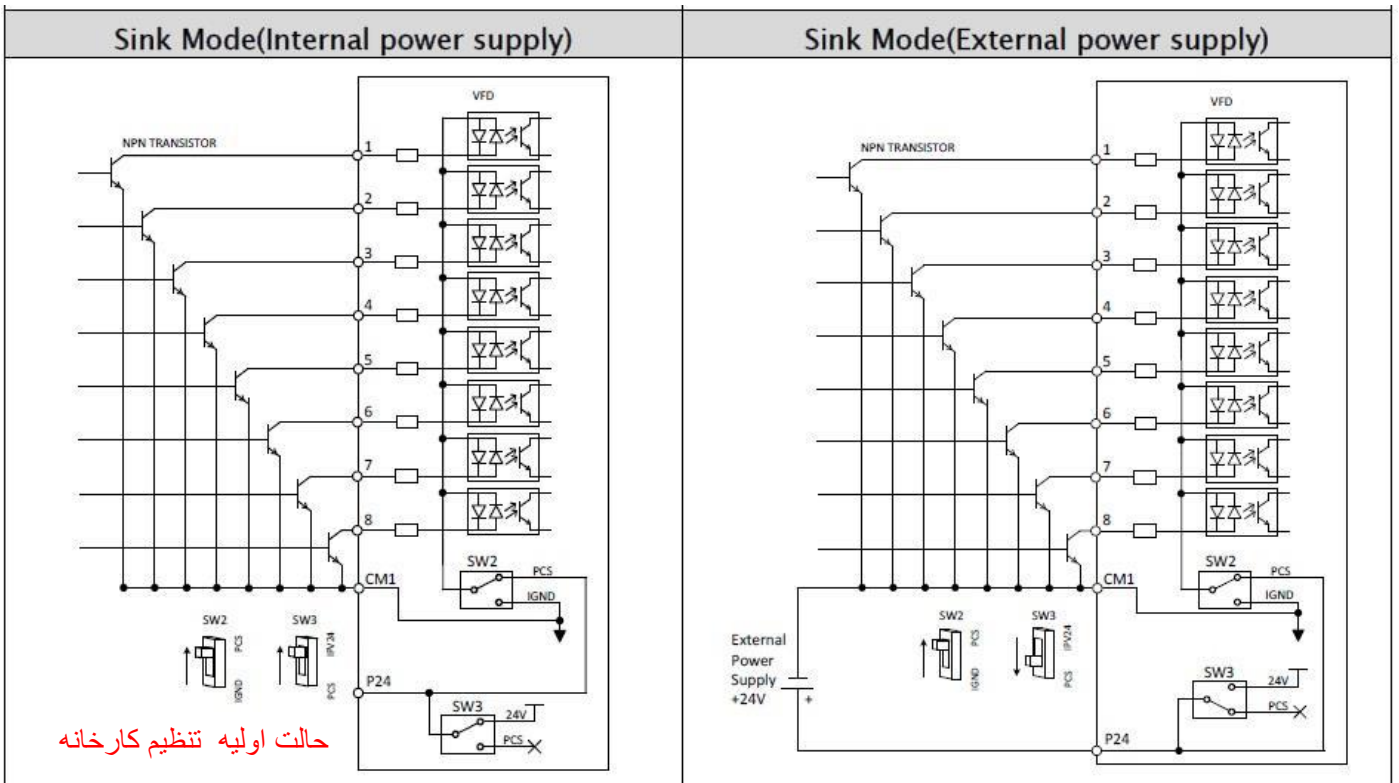 Sink Mode(Internal power supply)
VFD
NPN TRANSISTOR
1
2
3
4
5
6
7
8
SW2
PCS
IGND
CM1
SW2
PCS
IGND
SW3
IPV24
PCS
P24
SW3
24V
PCS
حالت اولیه تنظیم کارخانه
Sink Mode(External power supply)
VFD
NPN TRANSISTOR
1
2
3
4
5
6
7
8
SW2
PCS
IGND
CM1
SW2
PCS
IGND
SW3
IPV24
PCS
External
Power
Supply
+24V
+
SW3
24V
PCS
P24